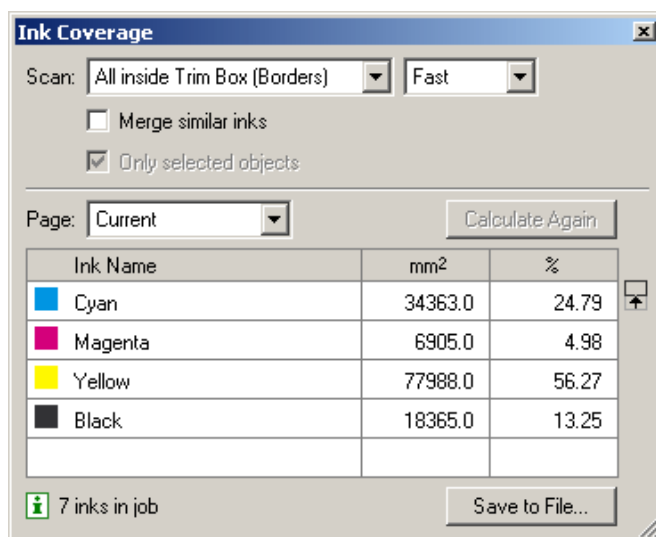 Ink Coverage
Scan: All inside Trim Box (Borders) Fast
Merge similar inks
Only selected objects
Page: Current Calculate Again
Ink Name mm2 %
Cyan 34363.0 24.79
Magenta 6905.0 4.98
Yellow 77988.0 56.27
Black 18365.0 13.25
7 inks in job Save to File...